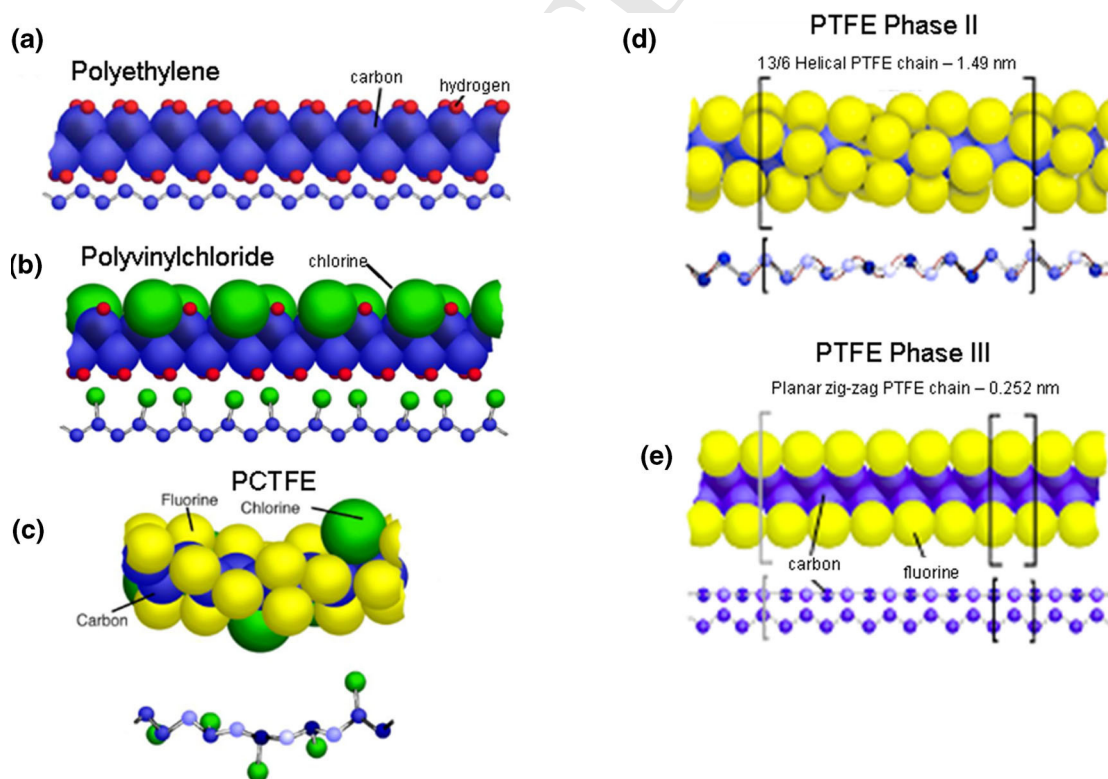 (a)
Polyethylene
carbon
hydrogen
(b)
Polyvinylchloride
chlorine
PCTFE
(c)
Fluorine
Chlorine
Carbon
(d)
PTFE Phase II
13/6 Helical PTFE chain – 1.49 nm
PTFE Phase III
Planar zig-zag PTFE chain – 0.252 nm
(e)
carbon
fluorine